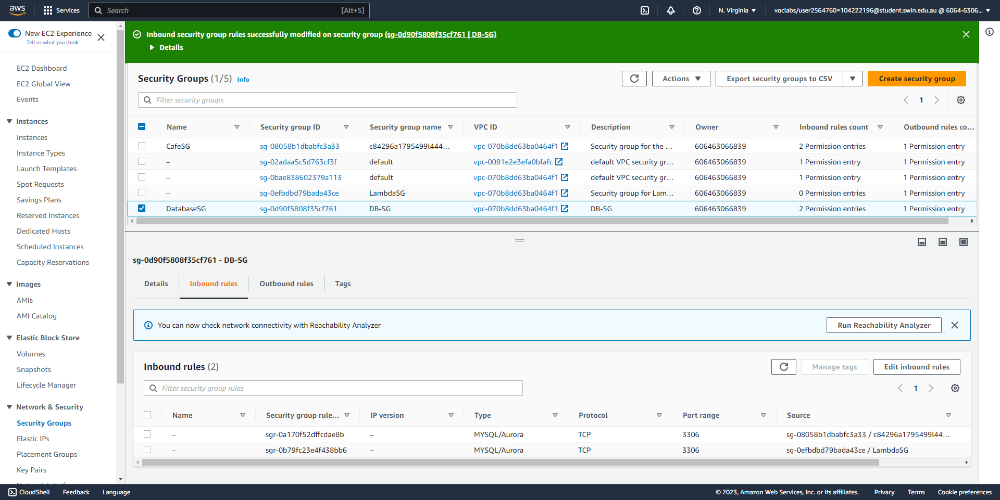 aws
Services
Search
[Alt+S]
N. Virginia
voclabs/user2564760=104222196@student.swin.edu.au @ 6064-6306...
New EC2 Experience
Tell us what you think
EC2 Dashboard
EC2 Global View
Events
Instances
Instances
Instance Types
Launch Templates
Spot Requests
Savings Plans
Reserved Instances
Dedicated Hosts
Scheduled Instances
Capacity Reservations
Images
AMIs
AMI Catalog
Elastic Block Store
Volumes
Snapshots
Lifecycle Manager
Network & Security
Security Groups
Elastic IPs
Placement Groups
Key Pairs
Inbound security group rules successfully modified on security group (sg-0d90f5808f35cf761 | DB-SG)
Details
Security Groups (1/5) Info
Actions
Export security groups to CSV
Create security group
Filter security groups
1
Name Security group ID Security group name VPC ID Description Owner Inbound rules count Outbound rules co...
CafeSG sg-08058b1dbabfc3a33 c84296a1795499l444... vpc-070b8dd63ba0464f1 Security group for the ... 606463066839 2 Permission entries 1 Permission entry
– sg-02adaa5c5d763cf3f default vpc-0081e2e3efa0bfafc default VPC security gr... 606463066839 1 Permission entry 1 Permission entry
– sg-0bae838602379a113 default vpc-070b8dd63ba0464f1 default VPC security gr... 606463066839 1 Permission entry 1 Permission entry
– sg-0efbdbd79bada43ce LambdaSG vpc-070b8dd63ba0464f1 Security group for Lam... 606463066839 0 Permission entries 1 Permission entry
DatabaseSG sg-0d90f5808f35cf761 DB-SG vpc-070b8dd63ba0464f1 DB-SG 606463066839 2 Permission entries 1 Permission entry
sg-0d90f5808f35cf761 - DB-SG
Details
Inbound rules
Outbound rules
Tags
You can now check network connectivity with Reachability Analyzer
Run Reachability Analyzer
Inbound rules (2)
Manage tags
Edit inbound rules
Filter security group rules
1
Name Security group rule... IP version Type Protocol Port range Source
– sgr-0a170f52dffcdae8b – MYSQL/Aurora TCP 3306 sg-08058b1dbabfc3a33 / c84296a1795499l44...
– sgr-0b79fc23e4f438bb6 – MYSQL/Aurora TCP 3306 sg-0efbdbd79bada43ce / LambdaSG
CloudShell
Feedback
Language
© 2023, Amazon Web Services, Inc. or its affiliates.
Privacy
Terms
Cookie preferences